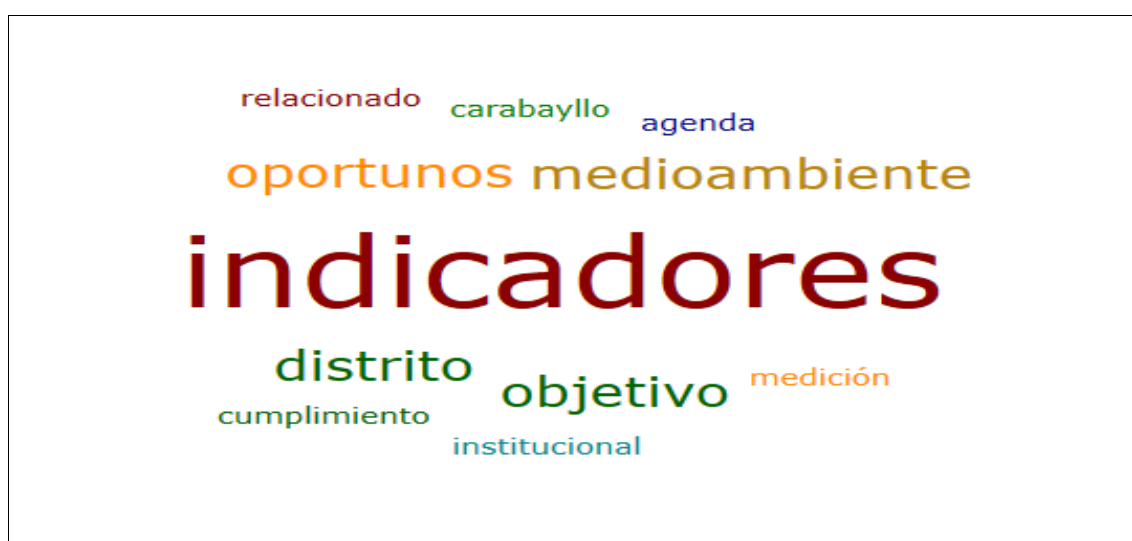 relacionado carabayllo agenda
oportunos medioambiente
indicadores
distrito objetivo medición
cumplimiento
institucional